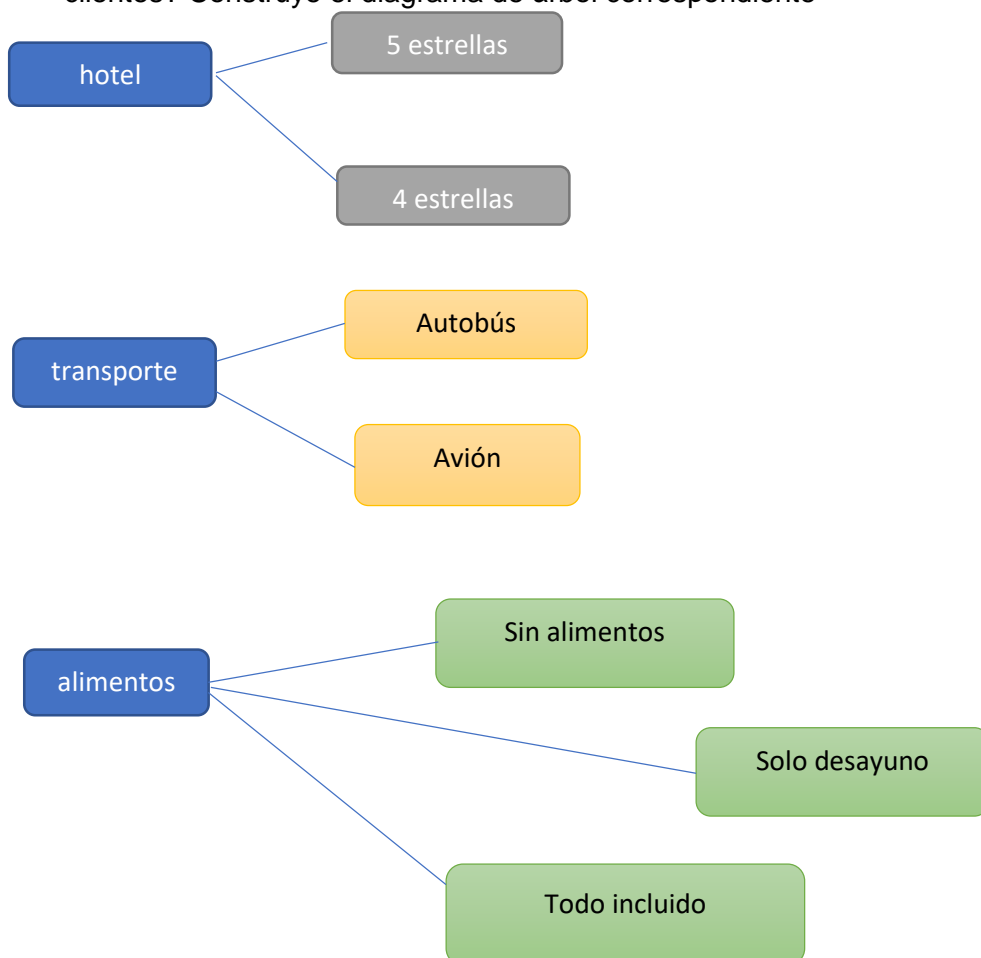 clientes? Construye el diagrama de árbol correspondiente
5 estrellas
hotel
4 estrellas
Autobús
transporte
Avión
Sin alimentos
alimentos
Solo desayuno
Todo incluido